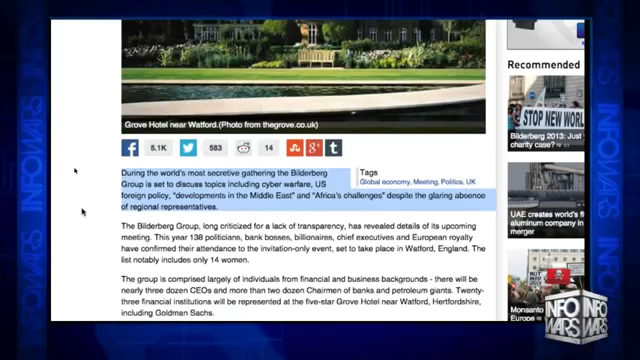 Grove Hotel near Watford.(Photo from thegrove.co.uk)
5.1K
583
14
During the world's most secretive gathering the Bilderberg
Group is set to discuss topics including cyber warfare, US
foreign policy, "developments in the Middle East" and "Africa's challenges" despite the glaring absence
of regional representatives.
Tags
Global economy, Meeting, Politics, UK
The Bilderberg Group, long criticized for a lack of transparency, has revealed details of its upcoming
meeting. This year 138 politicians, bank bosses, billionaires, chief executives and European royalty
have confirmed their attendance to the invitation-only event, set to take place in Watford, England. The
list notably includes only 14 women.
The group is comprised largely of individuals from financial and business backgrounds - there will be
nearly three dozen CEOs and more than two dozen Chairmen of banks and petroleum giants. Twenty-
three financial institutions will be represented at the five-star Grove Hotel near Watford, Hertfordshire,
including Goldman Sachs.
Recommended
STOP NEW WORL
Bilderberg 2013: Just
charity case?
UAE creates world's fi
aluminum company in
merger
Monsanto
Europe
INFO
WARS
INFO
WARS
INFOWARS
INFOWARS